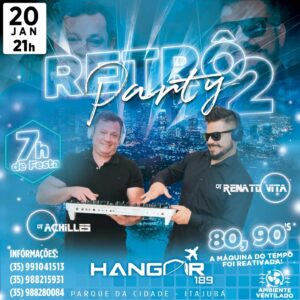 20
JAN
21h
RETRÔ
Party 2
7h
de Festa
DJ ACHILLES
DJ RENATO VITA
80, 90'S
A MÁQUINA DO TEMPO
FOI REATIVADA!
INFORMAÇÕES:
(35) 991041513
(35) 988215931
(35) 988280084
HANGAR
189
PARQUE DA CIDADE - ITAJUBÁ
AMBIENTE
VENTILADO